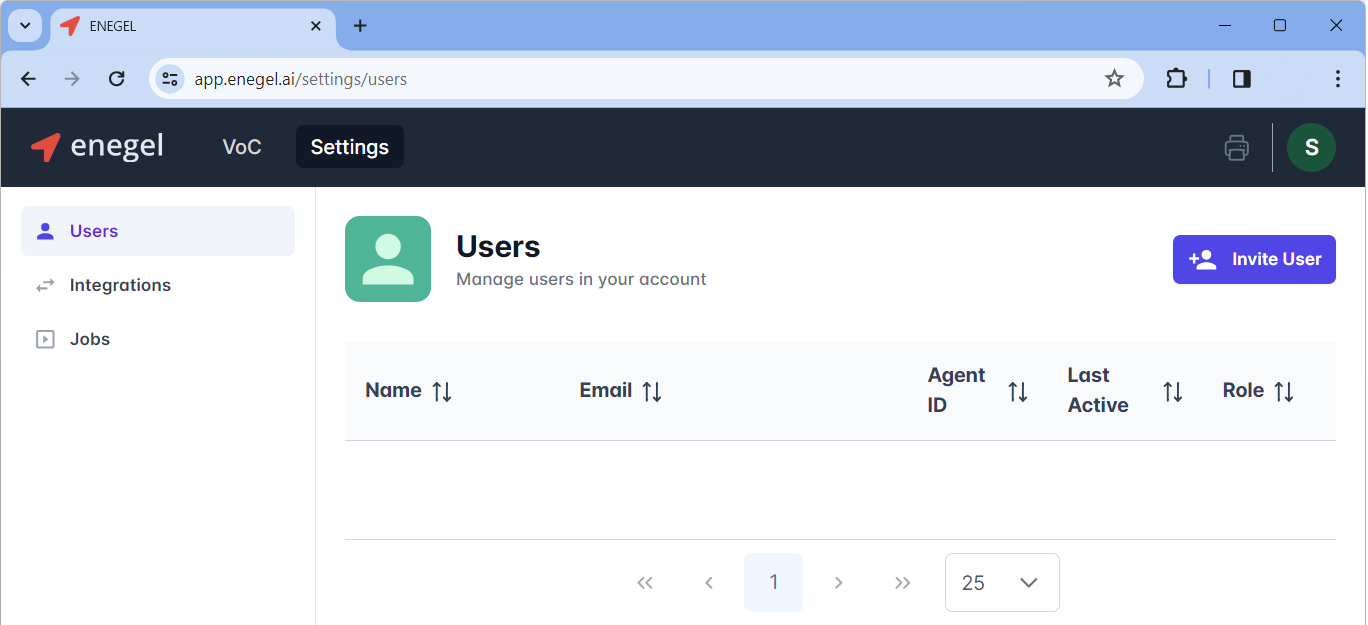 ENEGEL
app.enegel.ai/settings/users
enegel VoC Settings S
Users
Integrations
Jobs
Users
Manage users in your account
Invite User
Name Email Agent ID Last Active Role
1 25